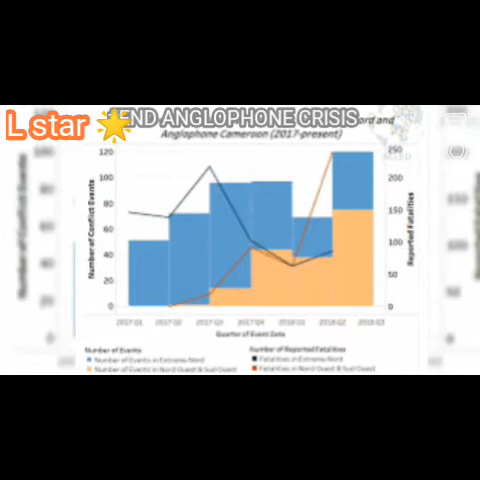 L star 🌟
END ANGLOPHONE CRISIS
ord and
Anglophone Cameroon (2017-present)
ACLED
120
100
80
60
40
20
0
Number of Conflict Events
250
200
150
100
50
0
Reported Fatalities
2017 Q1 2017 Q2 2017 Q3 2017 Q4 2018 Q1 2018 Q2 2018 Q3
Quarter of Event Date
Number of Events
Number of Events in Extreme-Nord
Number of Events in Nord-Ouest & Sud-Ouest
Number of Reported Fatalities
Fatalities in Extreme-Nord
Fatalities in Nord-Ouest & Sud-Ouest